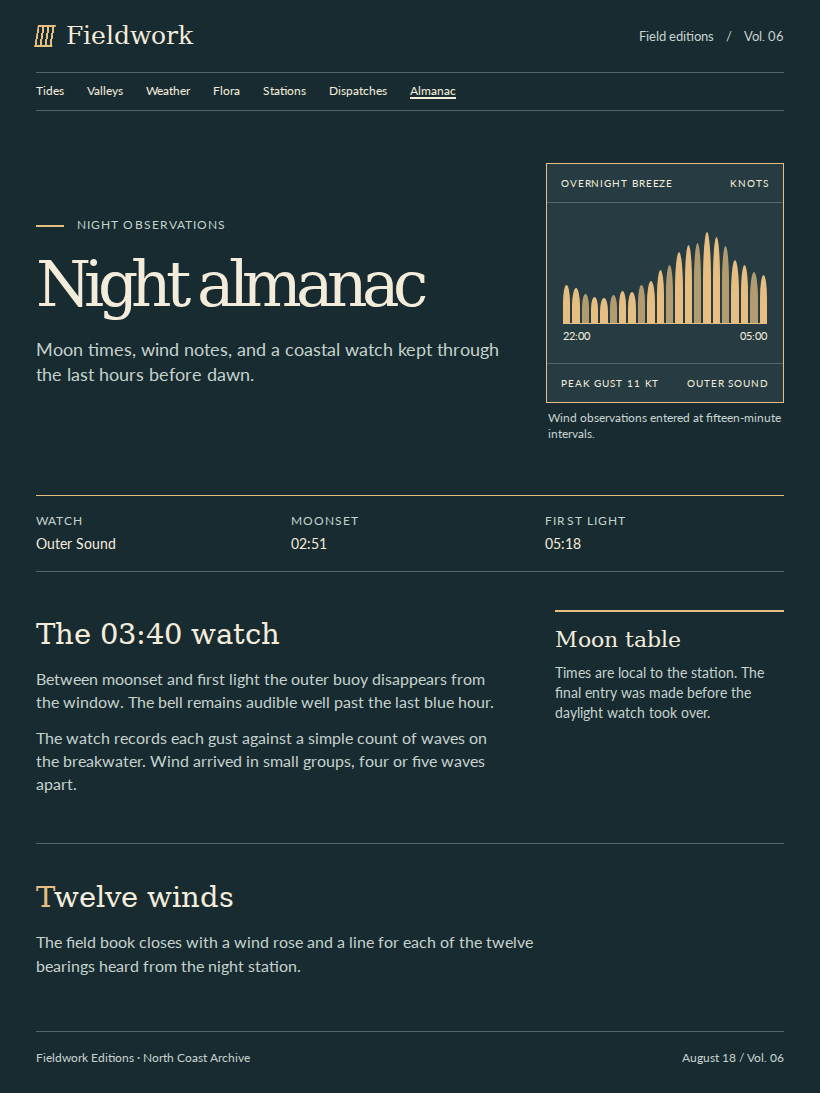 Fieldwork
Field editions / Vol. 06
Tides Valleys Weather Flora Stations Dispatches Almanac
NIGHT OBSERVATIONS
Night almanac
Moon times, wind notes, and a coastal watch kept through
the last hours before dawn.
OVERNIGHT BREEZE KNOTS
22:00 05:00
PEAK GUST 11 KT OUTER SOUND
Wind observations entered at fifteen-minute
intervals.
WATCH MOONSET FIRST LIGHT
Outer Sound 02:51 05:18
The 03:40 watch
Between moonset and first light the outer buoy disappears from
the window. The bell remains audible well past the last blue hour.
The watch records each gust against a simple count of waves on
the breakwater. Wind arrived in small groups, four or five waves
apart.
Moon table
Times are local to the station. The
final entry was made before the
daylight watch took over.
Twelve winds
The field book closes with a wind rose and a line for each of the twelve
bearings heard from the night station.
Fieldwork Editions · North Coast Archive
August 18 / Vol. 06